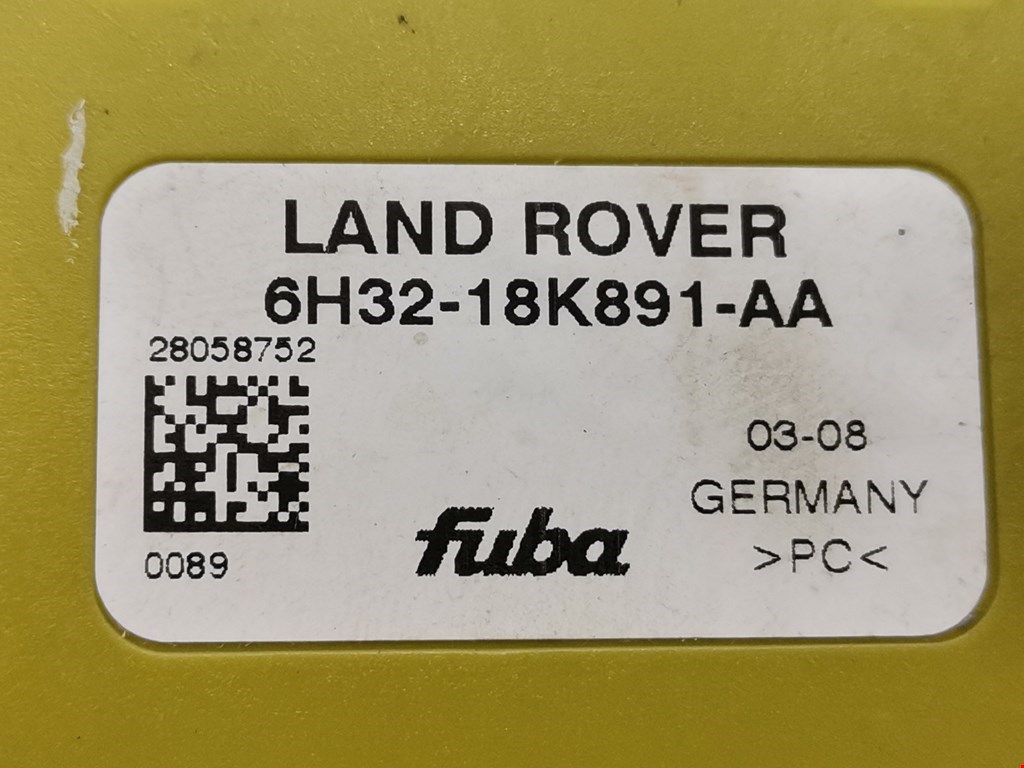 LAND ROVER
6H32-18K891-AA
28058752
03-08
GERMANY
0089
fuba
>PC<